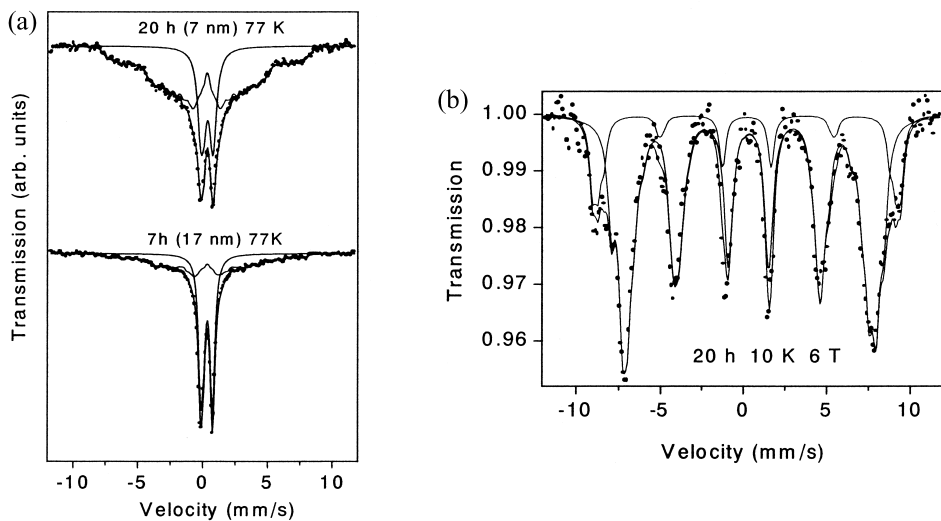 (a)
20 h (7 nm) 77 K
7h (17 nm) 77K
Transmission (arb. units)
-10 -5 0 5 10
Velocity (mm/s)
(b)
1.00
0.99
0.98
0.97
0.96
Transmission
20 h 10 K 6 T
-10 -5 0 5 10
Velocity (mm/s)